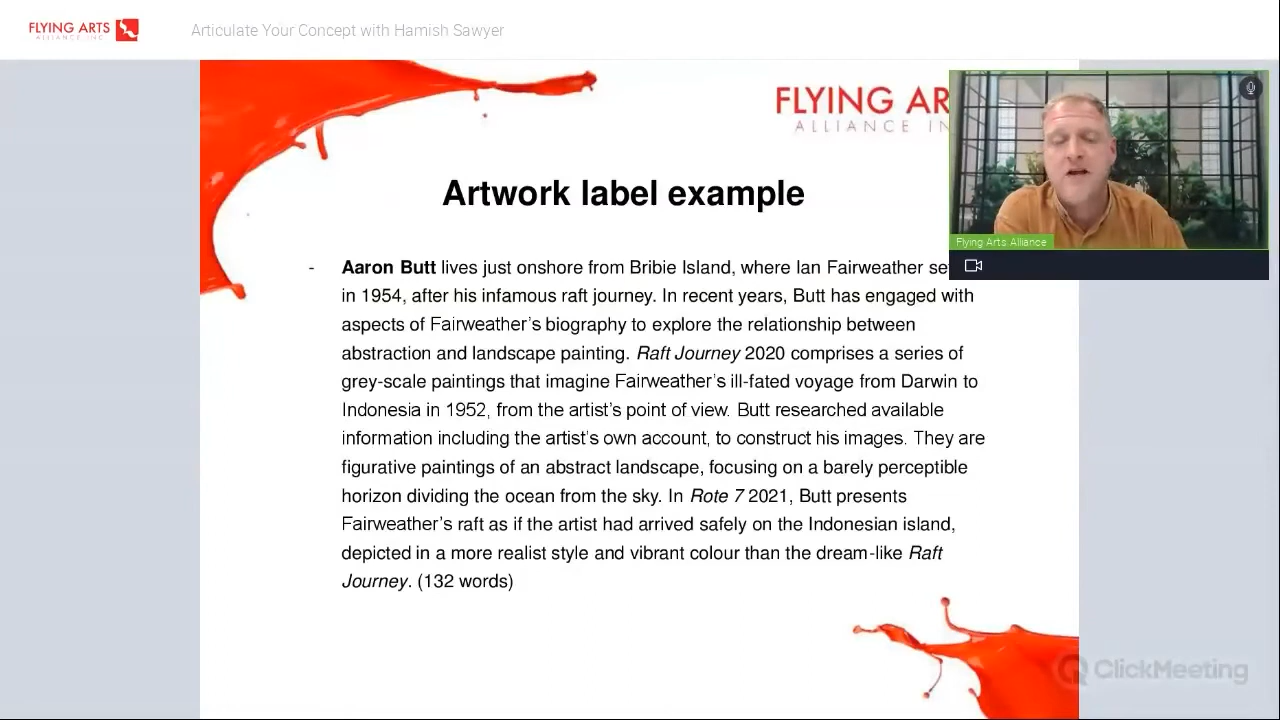 FLYING ARTS
ALLIANCE INC
Articulate Your Concept with Hamish Sawyer
FLYING AR
ALLIANCE IN
Artwork label example
Flying Arts Alliance
- Aaron Butt lives just onshore from Bribie Island, where Ian Fairweather
in 1954, after his infamous raft journey. In recent years, Butt has engaged with
aspects of Fairweather's biography to explore the relationship between
abstraction and landscape painting. Raft Journey 2020 comprises a series of
grey-scale paintings that imagine Fairweather's ill-fated voyage from Darwin to
Indonesia in 1952, from the artist's point of view. Butt researched available
information including the artist's own account, to construct his images. They are
figurative paintings of an abstract landscape, focusing on a barely perceptible
horizon dividing the ocean from the sky. In Rote 7 2021, Butt presents
Fairweather's raft as if the artist had arrived safely on the Indonesian island,
depicted in a more realist style and vibrant colour than the dream-like Raft
Journey. (132 words)
ClickMeeting